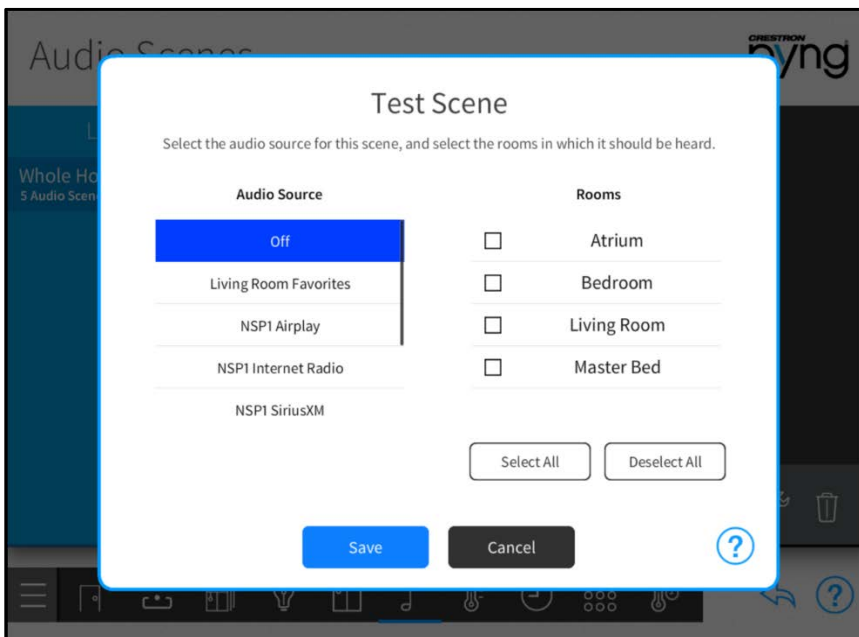 Audio Scenes
CRESTRON
pyng
Test Scene
Select the audio source for this scene, and select the rooms in which it should be heard.
Whole Ho
5 Audio Scen
Audio Source
Off
Living Room Favorites
NSP1 Airplay
NSP1 Internet Radio
NSP1 SiriusXM
Rooms
Atrium
Bedroom
Living Room
Master Bed
Select All
Deselect All
Save
Cancel
?
?